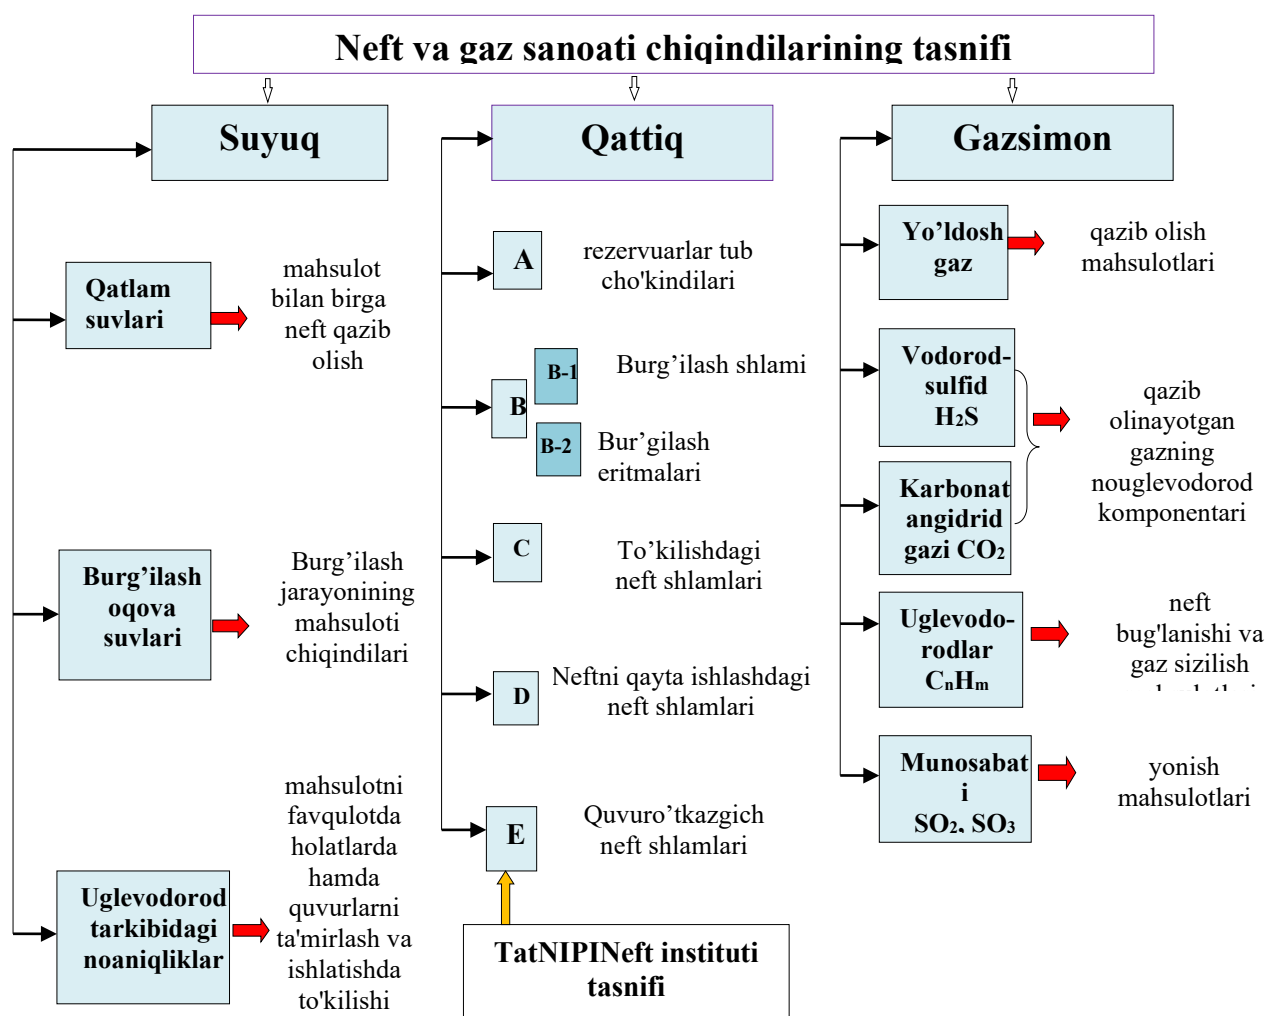 Neft va gaz sanoati chiqindilarining tasnifi
Suyuq
Qatlam
suvlari
mahsulot
bilan birga
neft qazib
olish
Burg’ilash
oqova
suvlari
Burg’ilash
jarayonining
mahsuloti
chiqindilari
Uglevodorod
tarkibidagi
noaniqliklar
mahsulotni
favqulotda
holatlarda
hamda
quvurlarni
ta'mirlash va
ishlatishda
to'kilishi
Qattiq
A
rezervuarlar tub
cho'kindilari
B
B-1
Burg’ilash shlami
B-2
Bur’gilash
eritmalari
C
To’kilishdagi
neft shlamlari
D
Neftni qayta ishlashdagi
neft shlamlari
E
Quvuro’tkazgich
neft shlamlari
TatNIPINeft instituti
tasnifi
Gazsimon
Yo’ldosh
gaz
qazib olish
mahsulotlari
Vodorod-
sulfid
H₂S
Karbonat
angidrid
gazi CO₂
qazib
olinayotgan
gazning
nouglevodorod
komponentari
Uglevodo-
rodlar
CₙHₘ
neft
bug'lanishi va
gaz sizilish
Munosabat
i
SO₂, SO₃
yonish
mahsulotlari